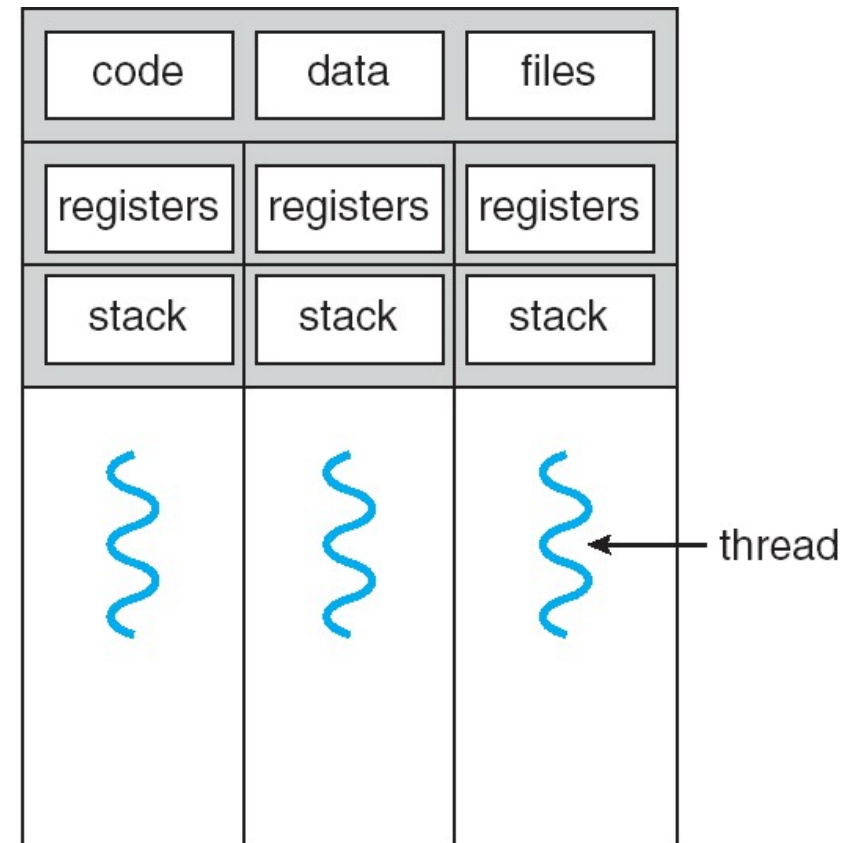 code data files
registers registers registers
stack stack stack
thread